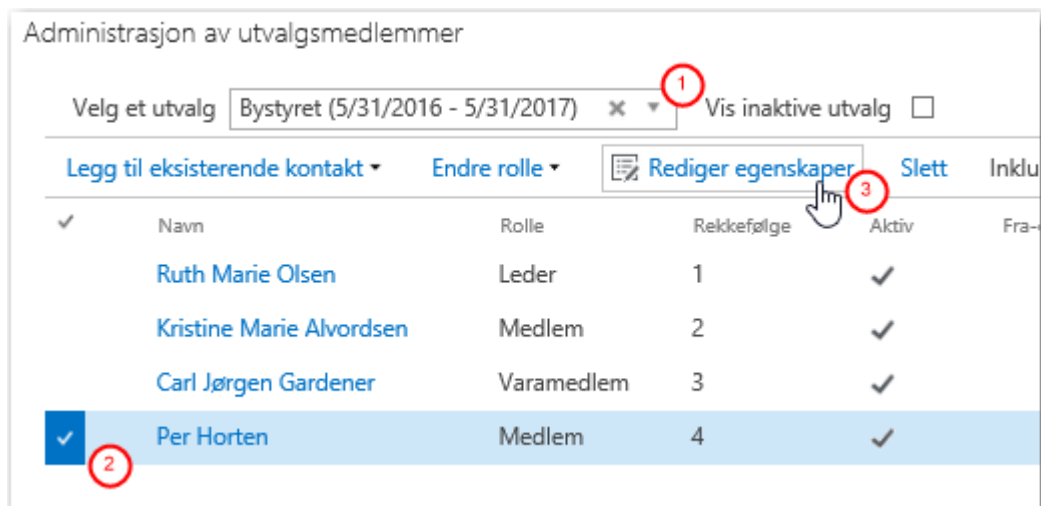 Administrasjon av utvalgsmedlemmer
1
Velg et utvalg Bystyret (5/31/2016 - 5/31/2017) Vis inaktive utvalg
Legg til eksisterende kontakt Endre rolle Rediger egenskaper Slett Inklu
3
Navn Rolle Rekkefølge Aktiv Fra-
Ruth Marie Olsen Leder 1
Kristine Marie Alvordsen Medlem 2
Carl Jørgen Gardener Varamedlem 3
Per Horten Medlem 4
2